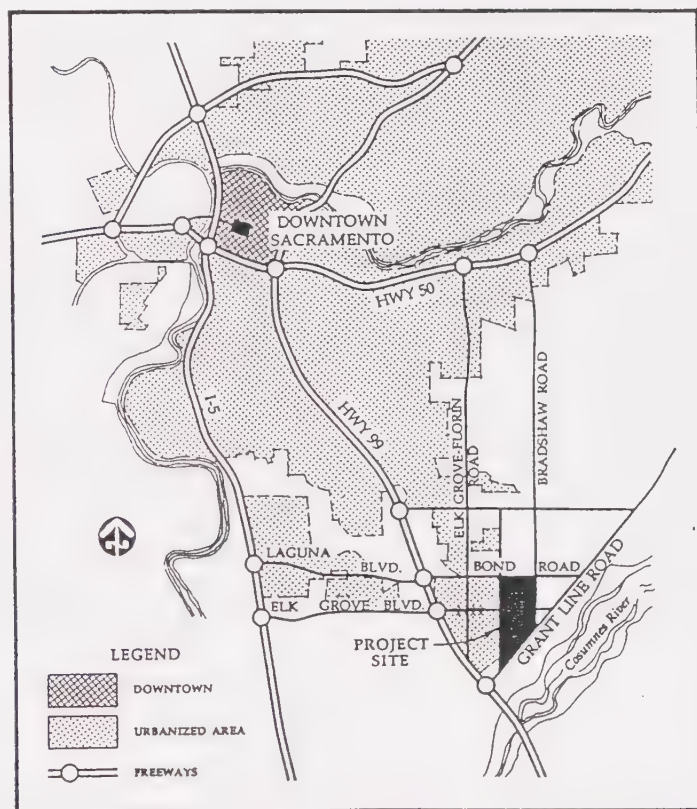 DOWNTOWN
SACRAMENTO
HWY 50
I-5
HWY 99
ELK GROVE-FLORIN
ROAD
BRADSHAW ROAD
LAGUNA
BLVD.
BOND ROAD
ELK GROVE BLVD.
GRANT LINE ROAD
PROJECT
SITE
Cosumnes River
LEGEND
DOWNTOWN
URBANIZED AREA
FREEWAYS